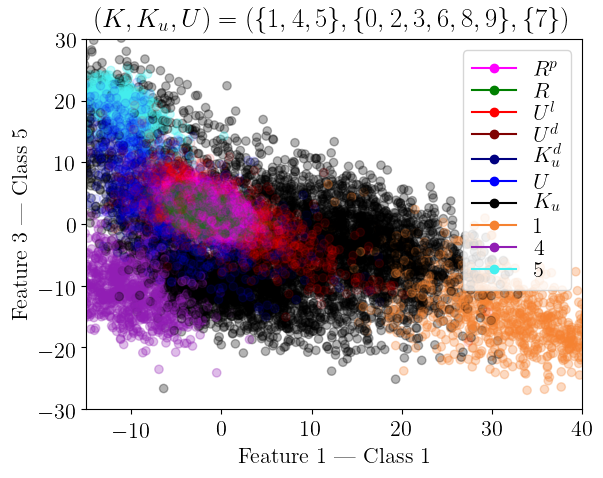 (K, K_u, U) = ({1, 4, 5}, {0, 2, 3, 6, 8, 9}, {7})
30
20
10
0
−10
−20
−30
Feature 3 — Class 5
R^p
R
U^l
U^d
K_u^d
U
K_u
1
4
5
−10
0
10
20
30
40
Feature 1 — Class 1